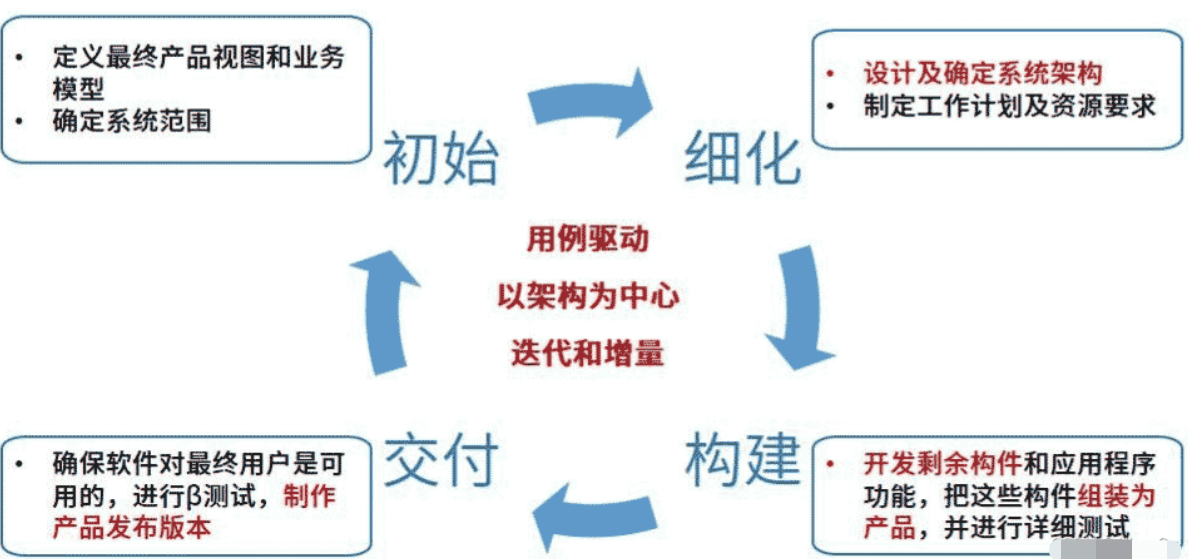 • 定义最终产品视图和业务
模型
• 确定系统范围
初始
细化
• 设计及确定系统架构
• 制定工作计划及资源要求
用例驱动
以架构为中心
迭代和增量
• 确保软件对最终用户是可
用的，进行β测试，制作
产品发布版本
交付
构建
• 开发剩余构件和应用程序
功能，把这些构件组装为
产品，并进行详细测试